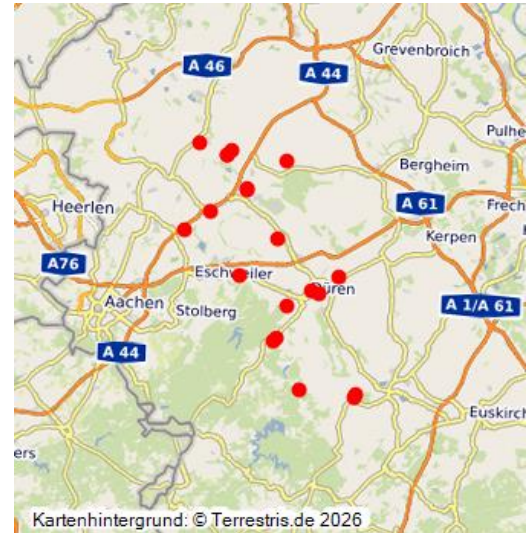 Grevenbroich
A 46
A 44
Pulhe
Bergheim
Heerlen
A 61
Frech
Kerpen
A76
Eschweiler
Düren
Aachen
Stolberg
A 1/A 61
A 44
Euskirch
ers
Kartenhintergrund: © Terrestris.de 2026